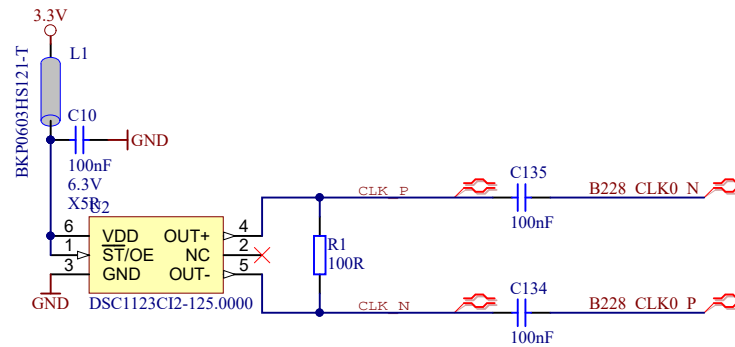 3.3V
L1
BKP0603HS121-T
C10
GND
100nF
6.3V
X5R
U2
6 VDD OUT+ 4
1 ST/OE NC 2
3 GND OUT- 5
GND
DSC1123CI2-125.0000
R1
100R
CLK_P
C135
100nF
B228_CLK0_N
CLK_N
C134
100nF
B228_CLK0_P